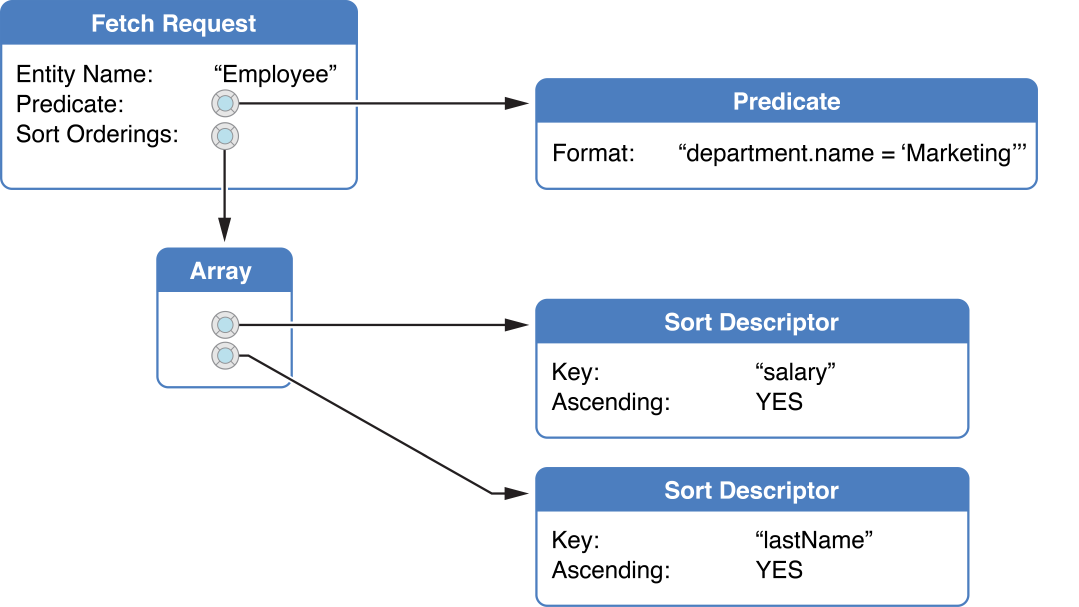 Fetch Request
Entity Name: “Employee”
Predicate:
Sort Orderings:
Predicate
Format: “department.name = ‘Marketing”’
Array
Sort Descriptor
Key: “salary”
Ascending: YES
Sort Descriptor
Key: “lastName”
Ascending: YES